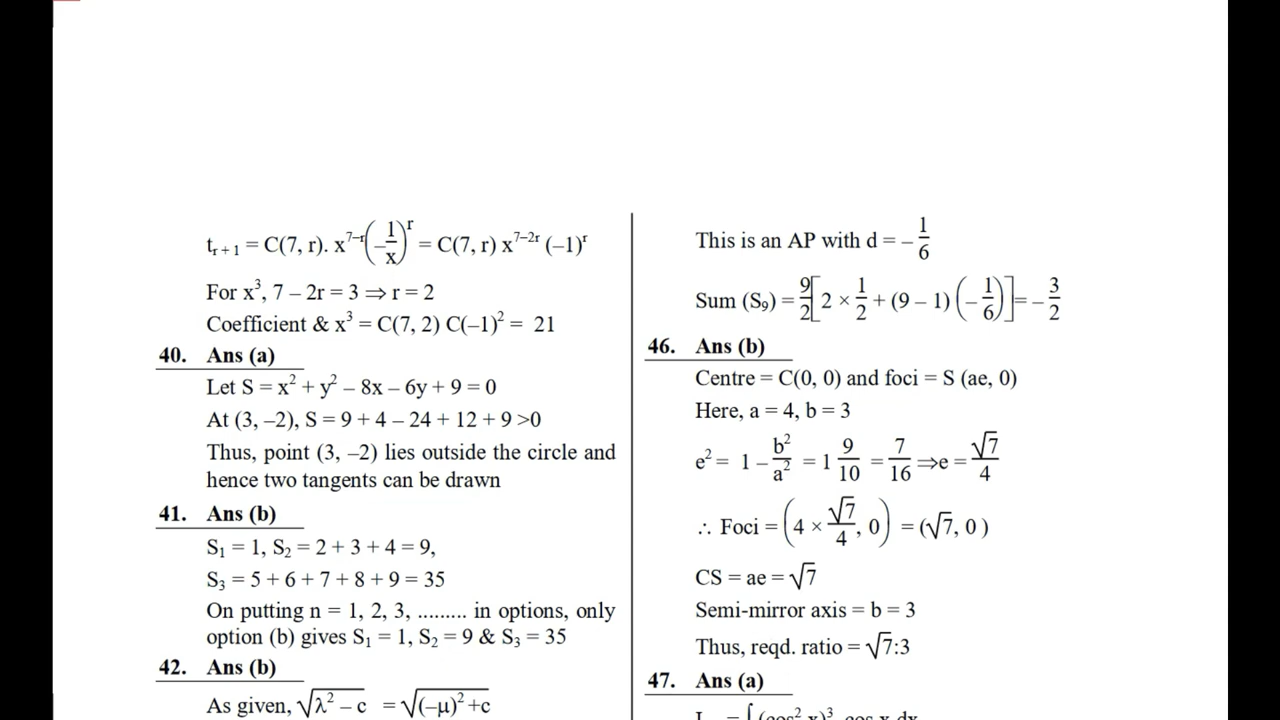 t_{r+1} = C(7, r). x^{7–r}(–1/x)^r = C(7, r) x^{7–2r} (–1)^r
For x³, 7 – 2r = 3 ⇒ r = 2
Coefficient & x³ = C(7, 2) C(–1)² = 21
40. Ans (a)
Let S = x² + y² – 8x – 6y + 9 = 0
At (3, –2), S = 9 + 4 – 24 + 12 + 9 >0
Thus, point (3, –2) lies outside the circle and
hence two tangents can be drawn
41. Ans (b)
S₁ = 1, S₂ = 2 + 3 + 4 = 9,
S₃ = 5 + 6 + 7 + 8 + 9 = 35
On putting n = 1, 2, 3, ......... in options, only
option (b) gives S₁ = 1, S₂ = 9 & S₃ = 35
42. Ans (b)
As given, √(λ² – c) = √((–μ)² +c)
This is an AP with d = – 1/6
Sum (S₉) = 9/2[2 × 1/2 + (9 – 1) (–1/6)] = – 3/2
46. Ans (b)
Centre = C(0, 0) and foci = S (ae, 0)
Here, a = 4, b = 3
e² = 1 – b²/a² = 1 9/10 = 7/16 ⇒e = √7/4
∴ Foci = (4 × √7/4, 0) = (√7, 0 )
CS = ae = √7
Semi-mirror axis = b = 3
Thus, reqd. ratio = √7:3
47. Ans (a)
= ∫ (cos² x)³ cos x dx